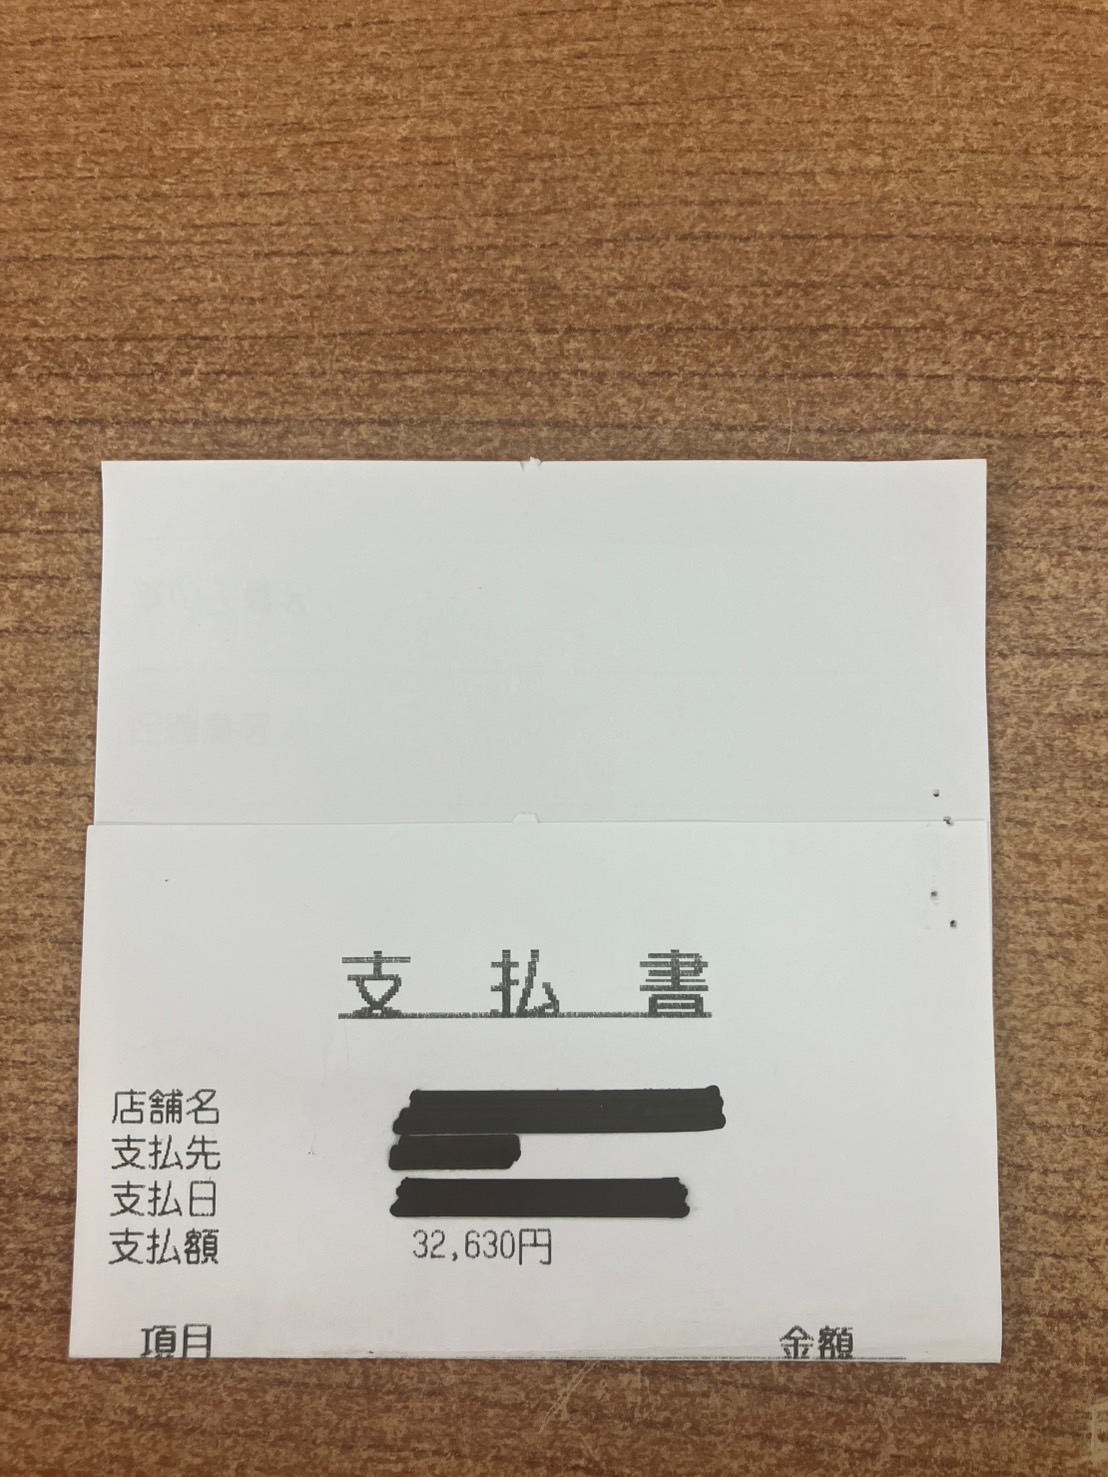 支払書
店舗名
支払先
支払日
支払額 32,630円
項目 金額